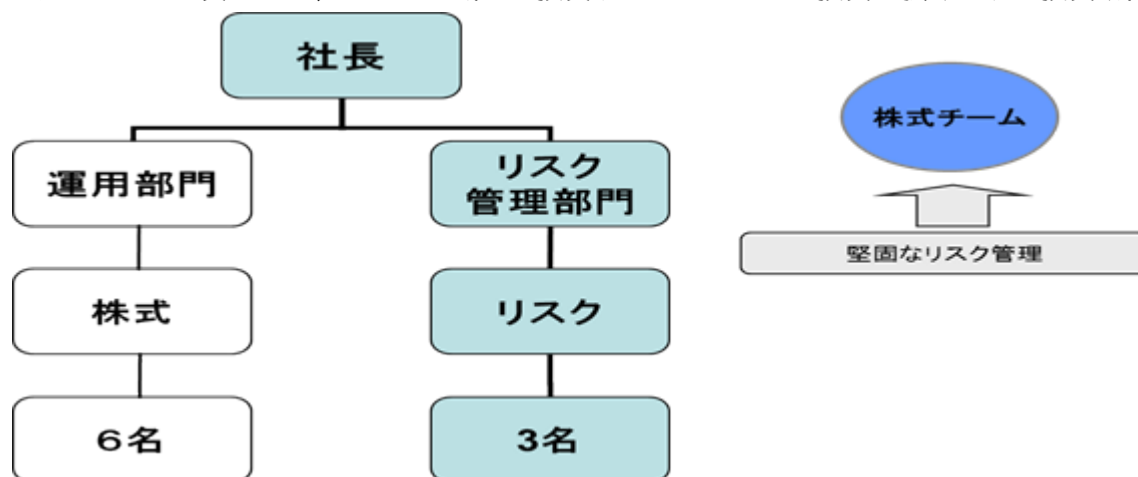 社長
運用部門
リスク
管理部門
株式
リスク
6名
3名
株式チーム
堅固なリスク管理